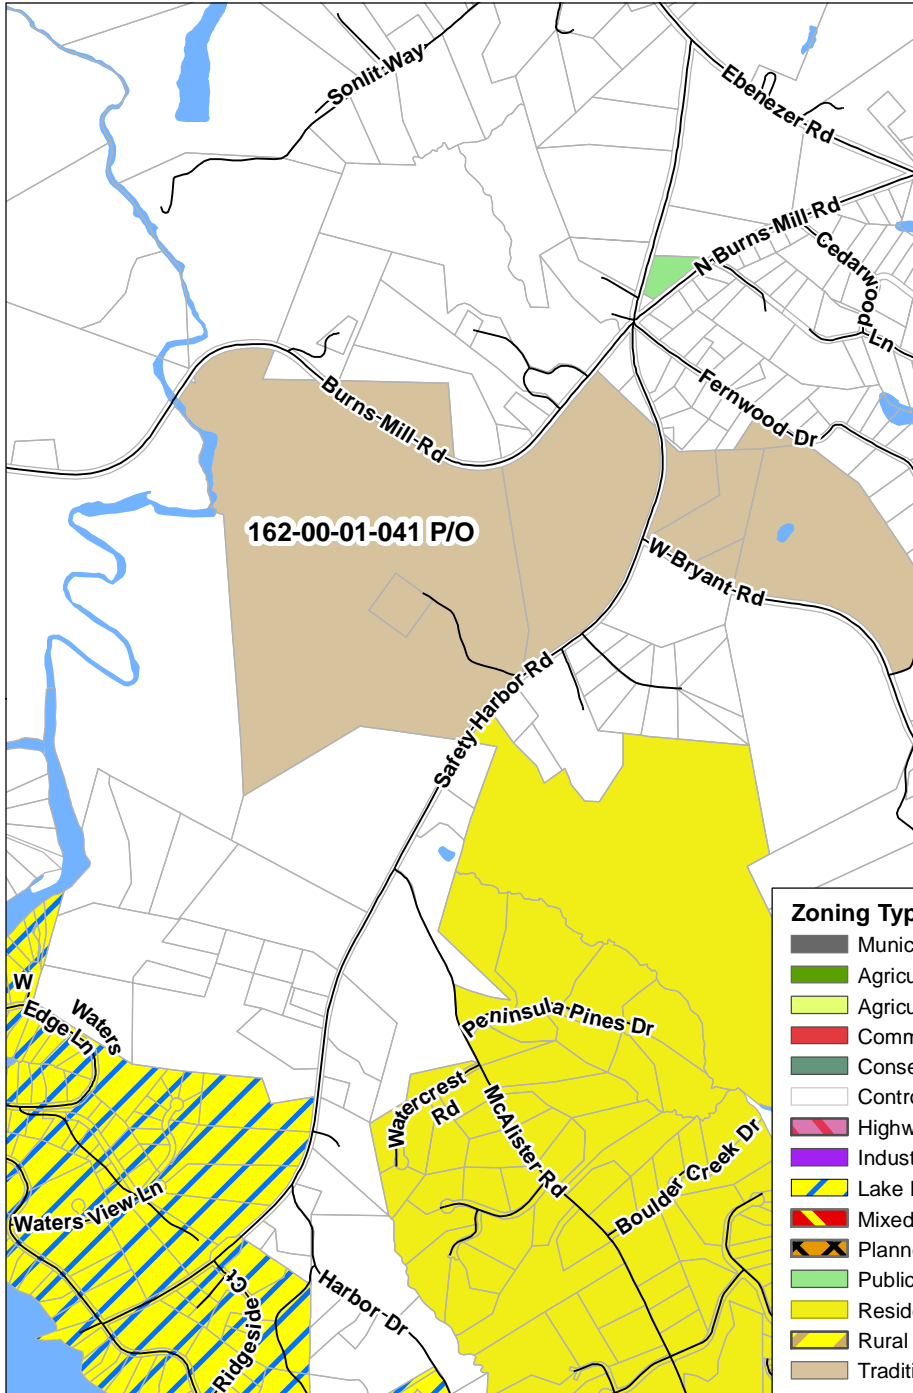 Sonlit Way
Ebenezer Rd
N Burns Mill Rd
Cedarwood Ln
Fernwood Dr
Burns Mill Rd
162-00-01-041 P/O
W Bryant Rd
Safety Harbor Rd
W
Waters
Edge Ln
Peninsula Pines Dr
Watercrest
Rd
McAlister Rd
Boulder Creek Dr
Waters View Ln
Ridgeside Ct
Harbor Dr
Zoning Typ
Munic
Agricu
Agricu
Comm
Conse
Contro
Highw
Indust
Lake
Mixed
Planne
Public
Reside
Rural
Traditi